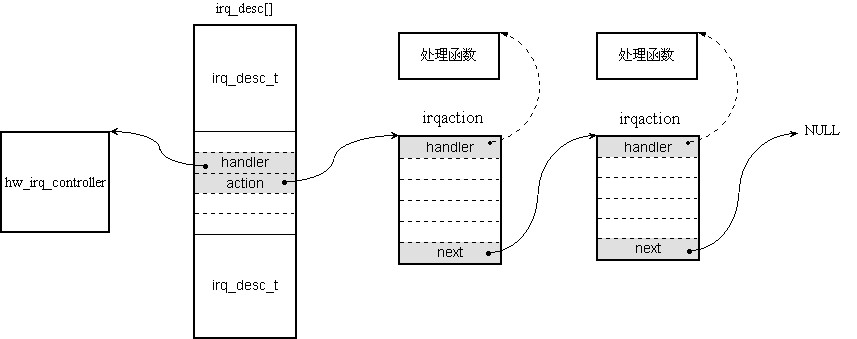 irq_desc[]
irq_desc_t
处理函数
处理函数
irqaction
irqaction
NULL
handler
handler
handler
hw_irq_controller
action
next
next
irq_desc_t